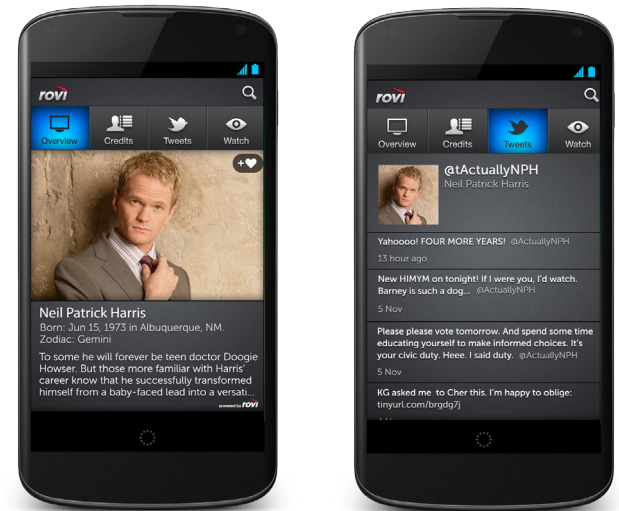 rovi
Overview Credits Tweets Watch
+
Neil Patrick Harris
Born: Jun 15, 1973 in Albuquerque, NM.
Zodiac: Gemini
To some he will forever be teen doctor Doogie
Howser. But those more familiar with Harris'
career know that he successfully transformed
himself from a baby-faced lead into a versati...
powered by rovi
rovi
Overview Credits Tweets Watch
@tActuallyNPH
Neil Patrick Harris
Yahoooo! FOUR MORE YEARS! @ActuallyNPH
13 hour ago
New HIMYM on tonight! If I were you, I'd watch.
Barney is such a dog... @ActuallyNPH
5 Nov
Please please vote tomorrow. And spend some time
educating yourself to make informed choices. It's
your civic duty. Heee. I said duty. @ActuallyNPH
5 Nov
KG asked me to Cher this. I'm happy to oblige:
tinyurl.com/brgdg7j